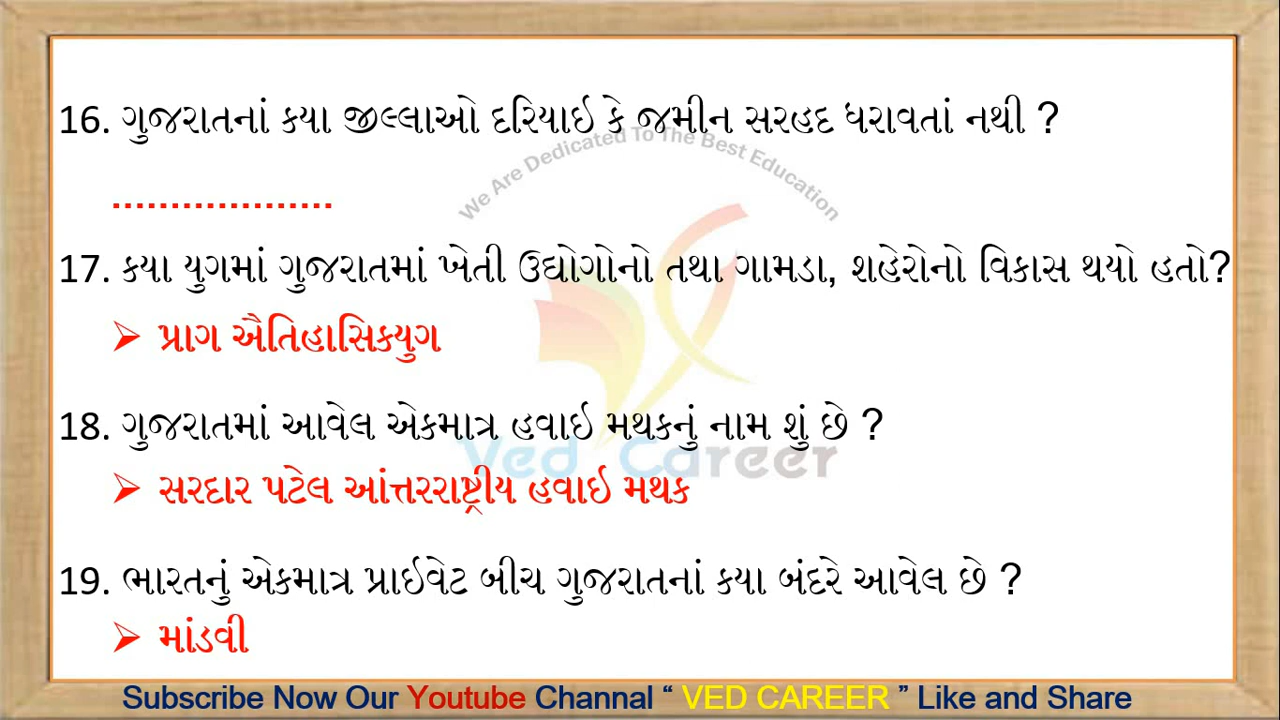 16. ગુજરાતનાં કયા જીલ્લાઓ દરિયાઇ કે જમીન સરહદ ધરાવતાં નથી ?
We Are Dedicated To The Best Education
...................
17. કયા યુગમાં ગુજરાતમાં ખેતી ઉદ્યોગોનો તથા ગામડા, શહેરોનો વિકાસ થયો હતો?
➢ પ્રાગ ઐતિહાસિકયુગ
18. ગુજરાતમાં આવેલ એકમાત્ર હવાઇ મથકનું નામ શું છે ?
Ved Career
➢ સરદાર પટેલ આંત્તરરાષ્ટ્રીય હવાઇ મથક
19. ભારતનું એકમાત્ર પ્રાઇવેટ બીચ ગુજરાતનાં કયા બંદરે આવેલ છે ?
➢ માંડવી
Subscribe Now Our Youtube Channal “ VED CAREER ” Like and Share